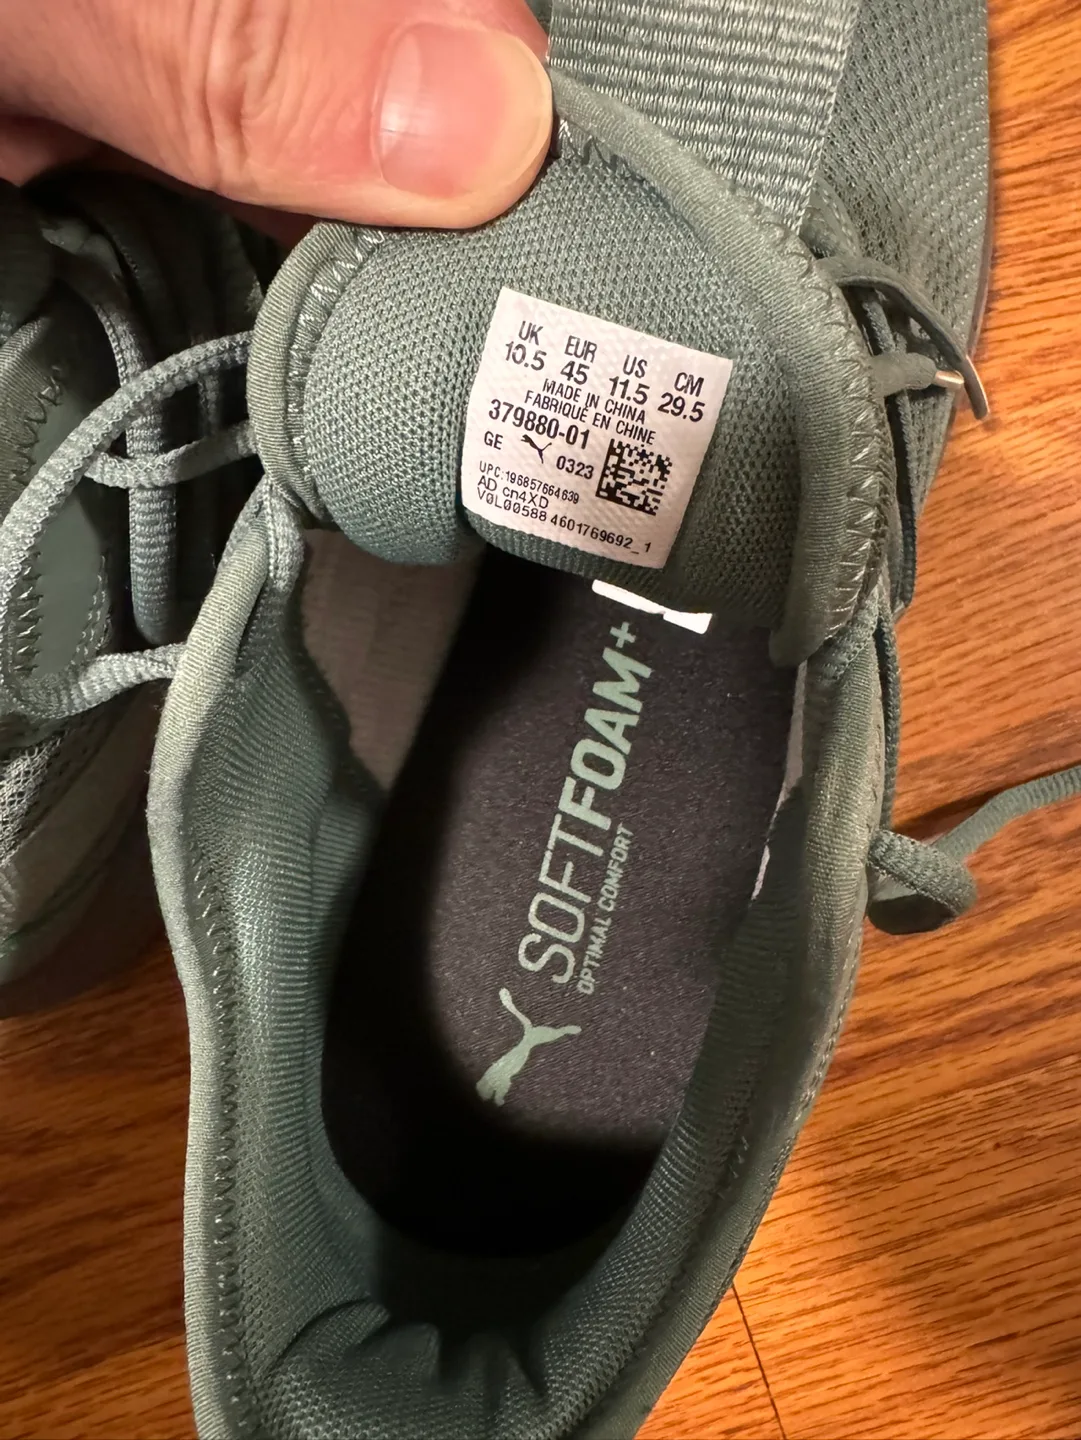 UK EUR US CM
10.5 45 11.5 29.5
MADE IN CHINA
FABRIQUÉ EN CHINE
379880-01
GE 0323
UPC:196857664639
AD Cn4XD
V0L00588 4601769692_1
SOFTFOAM+
OPTIMAL COMFORT